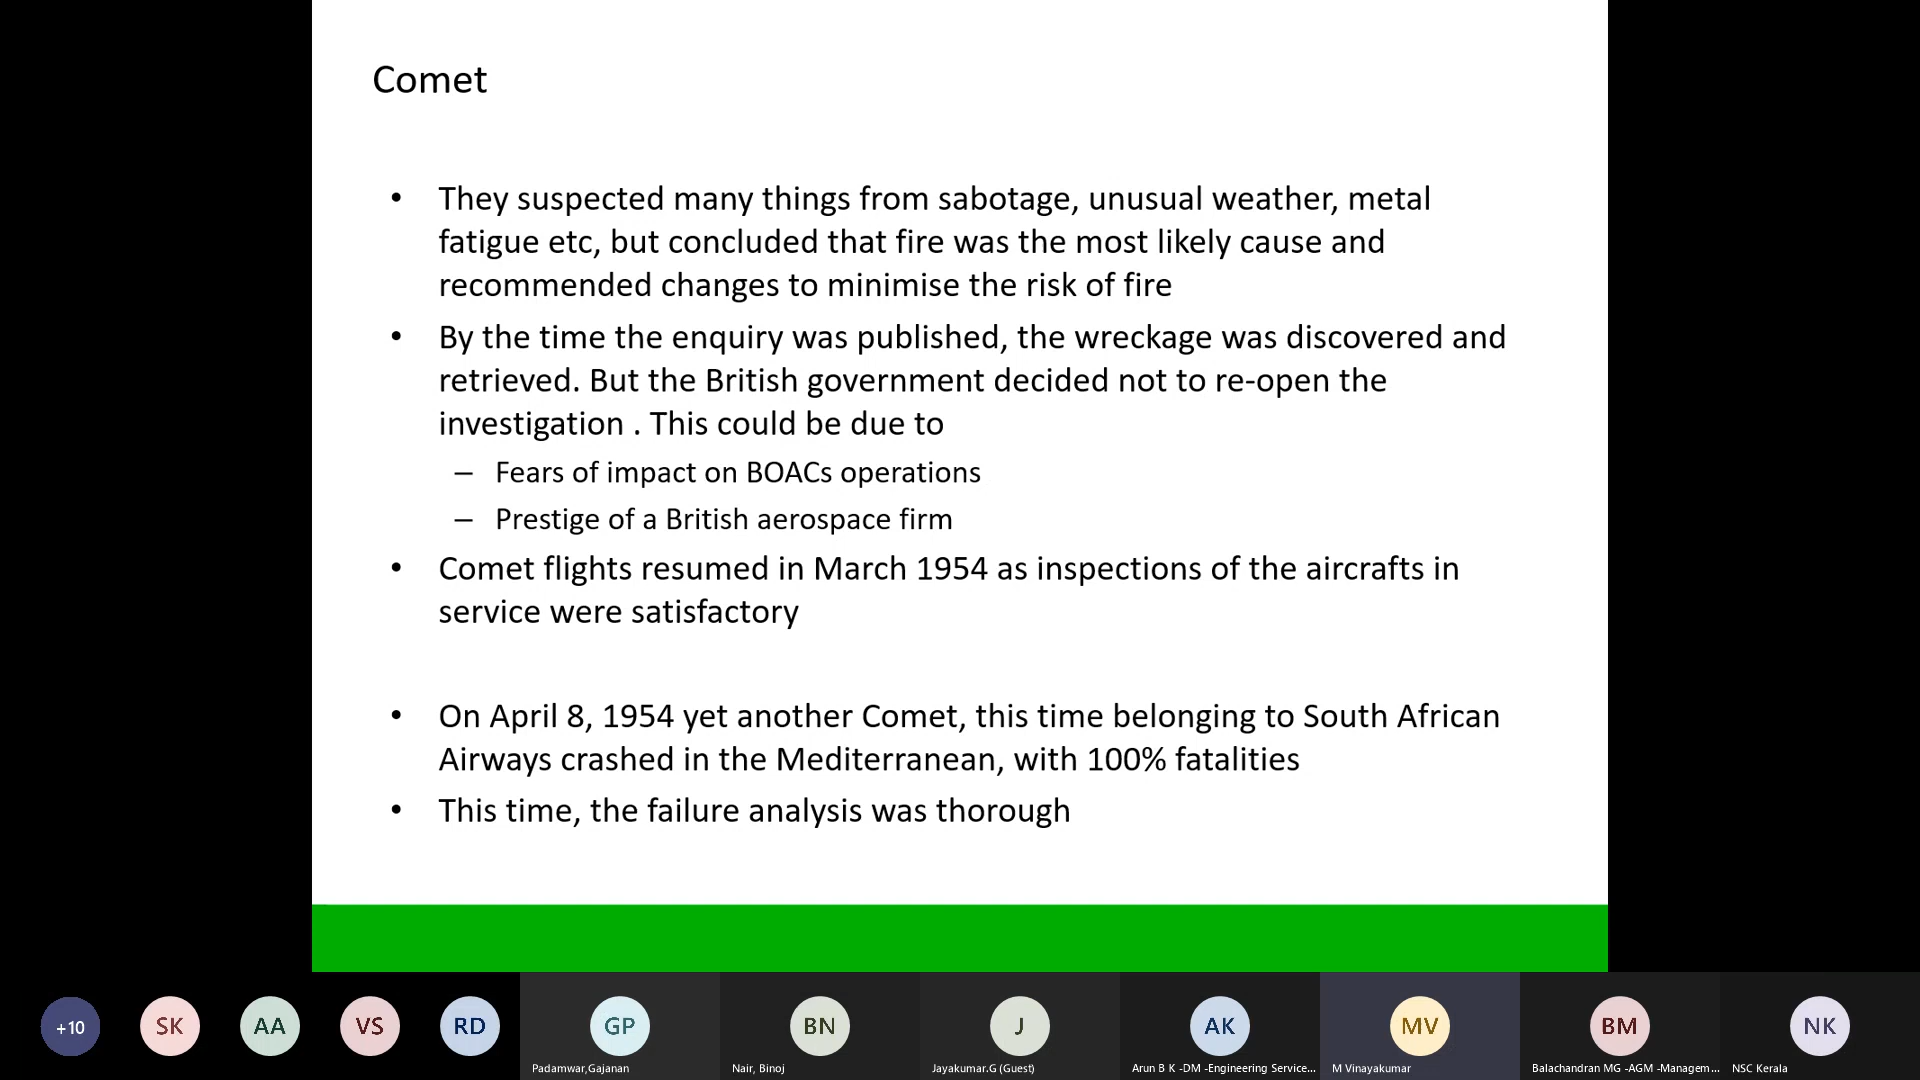 Comet
• They suspected many things from sabotage, unusual weather, metal
fatigue etc, but concluded that fire was the most likely cause and
recommended changes to minimise the risk of fire
• By the time the enquiry was published, the wreckage was discovered and
retrieved. But the British government decided not to re-open the
investigation . This could be due to
– Fears of impact on BOACs operations
– Prestige of a British aerospace firm
• Comet flights resumed in March 1954 as inspections of the aircrafts in
service were satisfactory
• On April 8, 1954 yet another Comet, this time belonging to South African
Airways crashed in the Mediterranean, with 100% fatalities
• This time, the failure analysis was thorough
+10 SK AA VS RD GP BN J AK MV BM NK
Padamwar,Gajanan Nair, Binoj Jayakumar.G (Guest) Arun B K -DM -Engineering Service... M Vinayakumar Balachandran MG -AGM -Managem... NSC Kerala